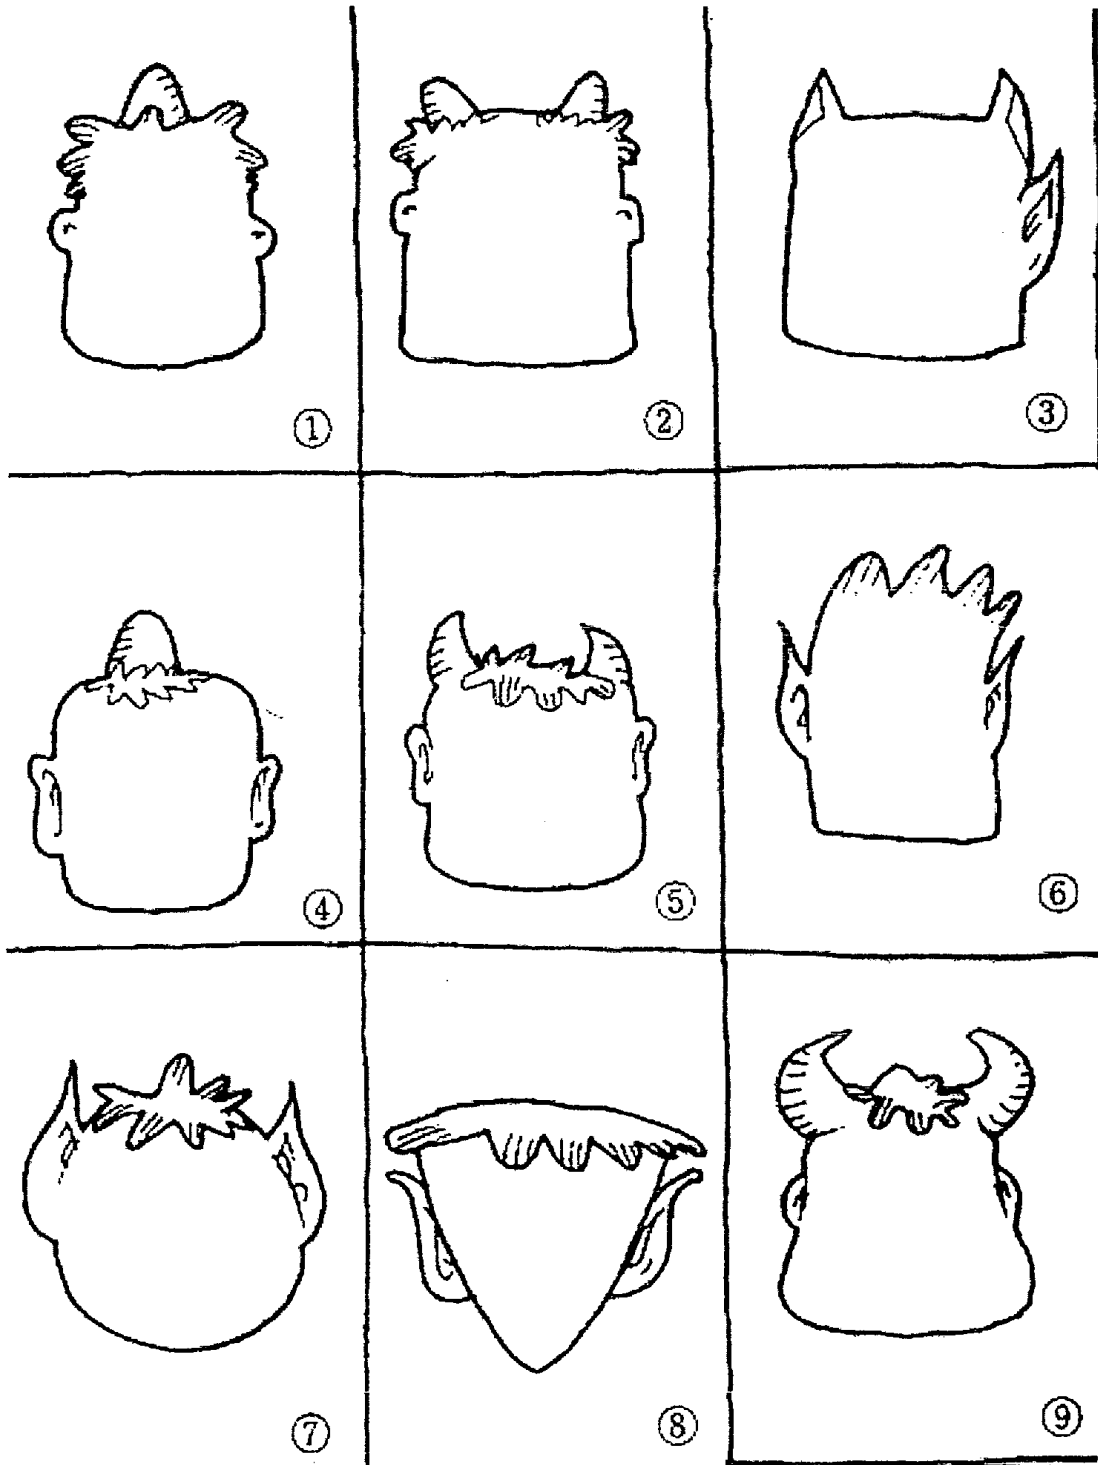 ① ② ③
④ ⑤ ⑥
⑦ ⑧ ⑨